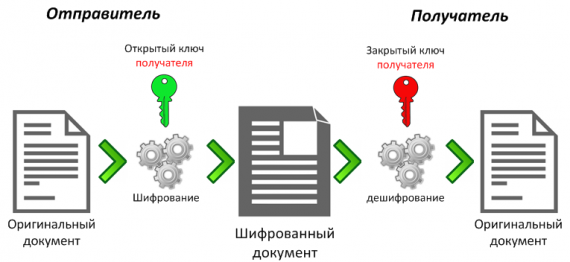 Отправитель
Получатель
Открытый ключ
получателя
Закрытый ключ
получателя
Шифрование
дешифрование
Оригинальный
документ
Шифрованный
документ
Оригинальный
документ